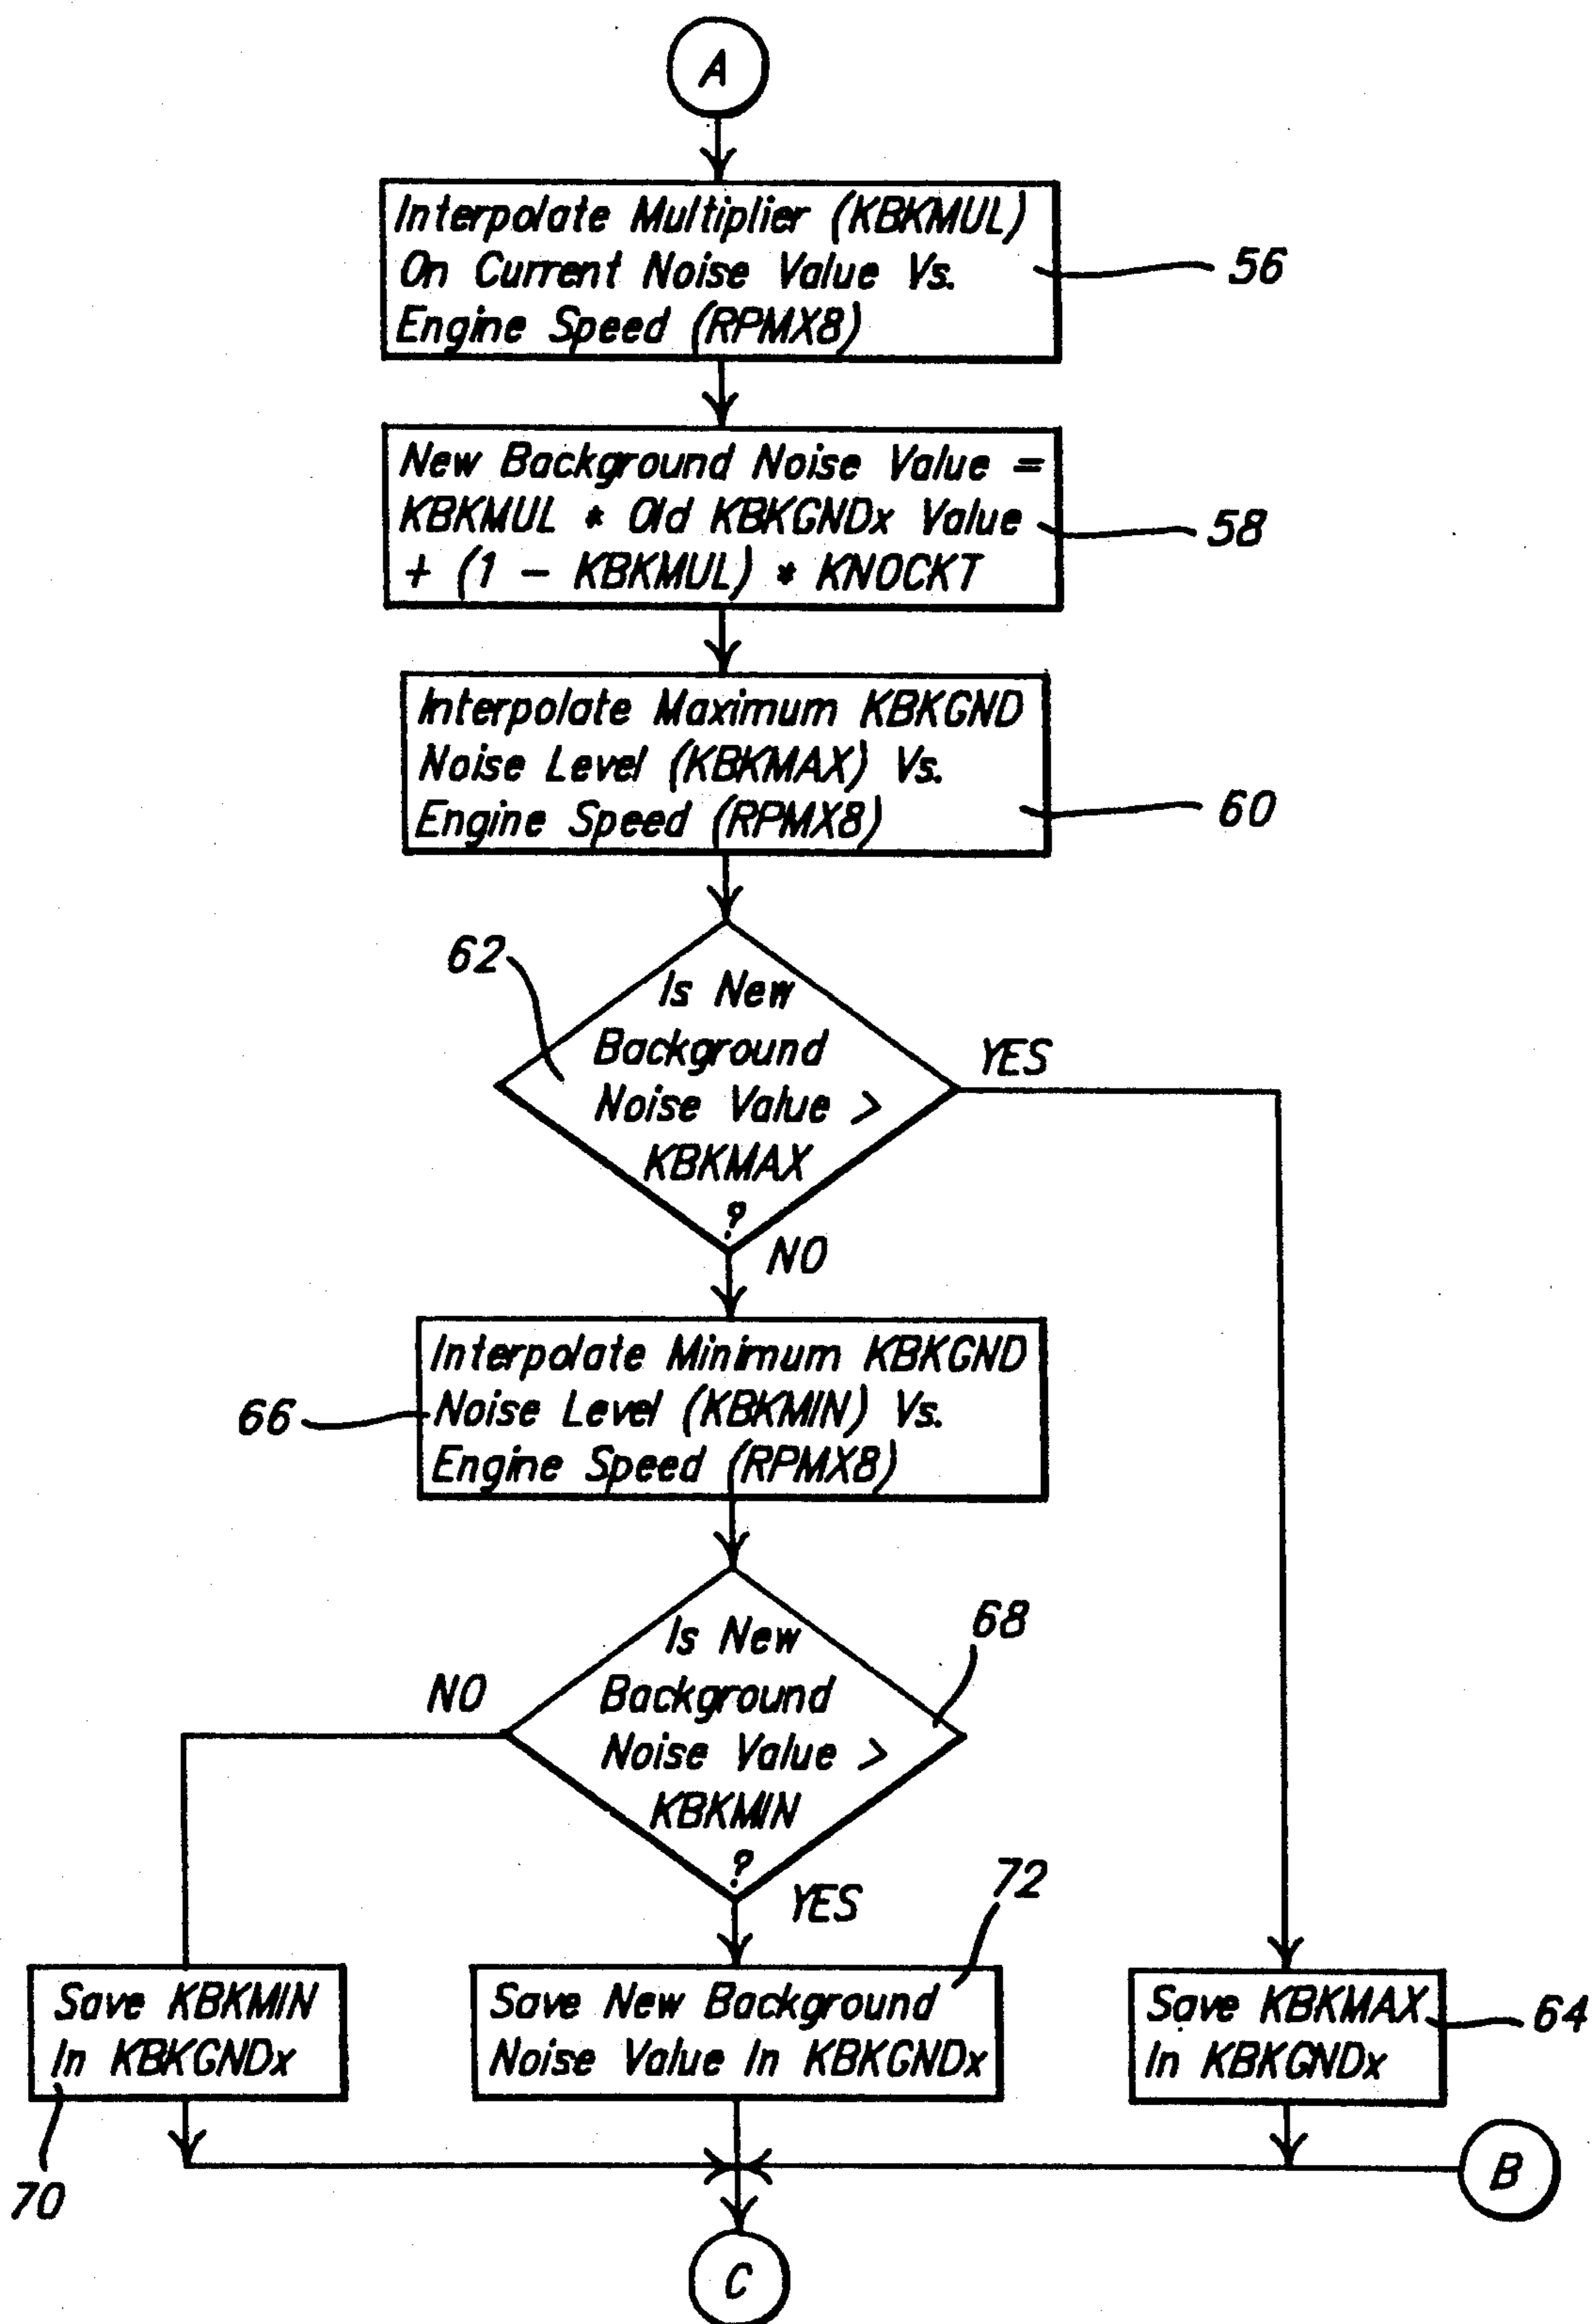 A
Interpolate Multiplier (KBKMUL)
On Current Noise Value Vs.
Engine Speed (RPMX8)
56
New Background Noise Value =
KBKMUL * Old KBKGNDx Value
+ (1 - KBKMUL) * KNOCKT
58
Interpolate Maximum KBKGND
Noise Level (KBKMAX) Vs.
Engine Speed (RPMX8)
60
62
Is New
Background
Noise Value >
KBKMAX
?
YES
NO
Interpolate Minimum KBKGND
Noise Level (KBKMIN) Vs.
Engine Speed (RPMX8)
66
68
Is New
Background
Noise Value >
KBKMIN
?
NO
YES
72
Save KBKMIN
In KBKGNDx
70
Save New Background
Noise Value In KBKGNDx
Save KBKMAX
In KBKGNDx
64
B
C